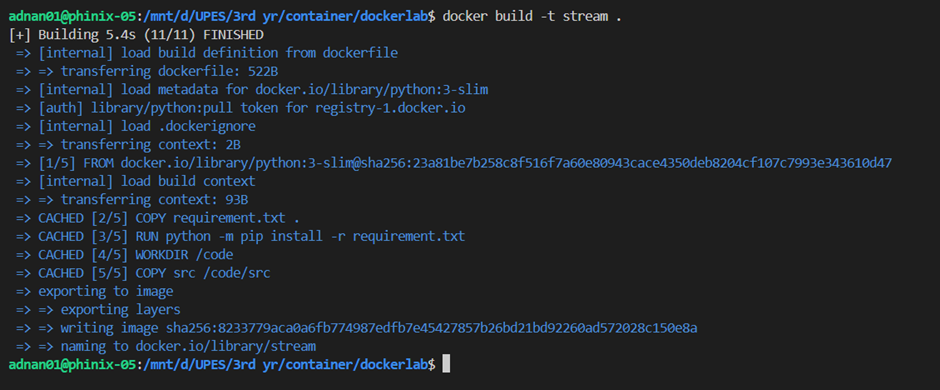 adnan01@phinix-05:/mnt/d/UPES/3rd yr/container/dockerlab$ docker build -t stream .
[+] Building 5.4s (11/11) FINISHED
=> [internal] load build definition from dockerfile
=> => transferring dockerfile: 522B
=> [internal] load metadata for docker.io/library/python:3-slim
=> [auth] library/python:pull token for registry-1.docker.io
=> [internal] load .dockerignore
=> => transferring context: 2B
=> [1/5] FROM docker.io/library/python:3-slim@sha256:23a81be7b258c8f516f7a60e80943cace4350deb8204cf107c7993e343610d47
=> [internal] load build context
=> => transferring context: 93B
=> CACHED [2/5] COPY requirement.txt .
=> CACHED [3/5] RUN python -m pip install -r requirement.txt
=> CACHED [4/5] WORKDIR /code
=> CACHED [5/5] COPY src /code/src
=> exporting to image
=> => exporting layers
=> => writing image sha256:8233779aca0a6fb774987edfb7e45427857b26bd21bd92260ad572028c150e8a
=> => naming to docker.io/library/stream
adnan01@phinix-05:/mnt/d/UPES/3rd yr/container/dockerlab$